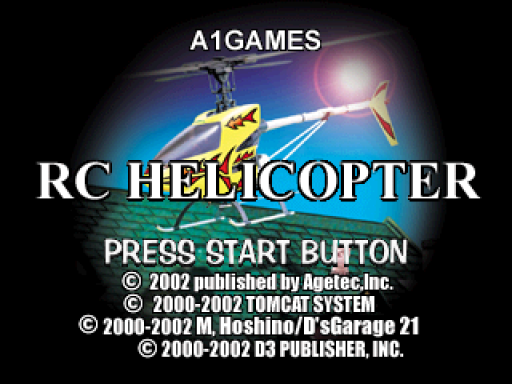 A1GAMES
RC HELICOPTER
PRESS START BUTTON
© 2002 published by Agetec,Inc.
© 2000-2002 TOMCAT SYSTEM
© 2000-2002 M, Hoshino/D'sGarage 21
© 2000-2002 D3 PUBLISHER, INC.